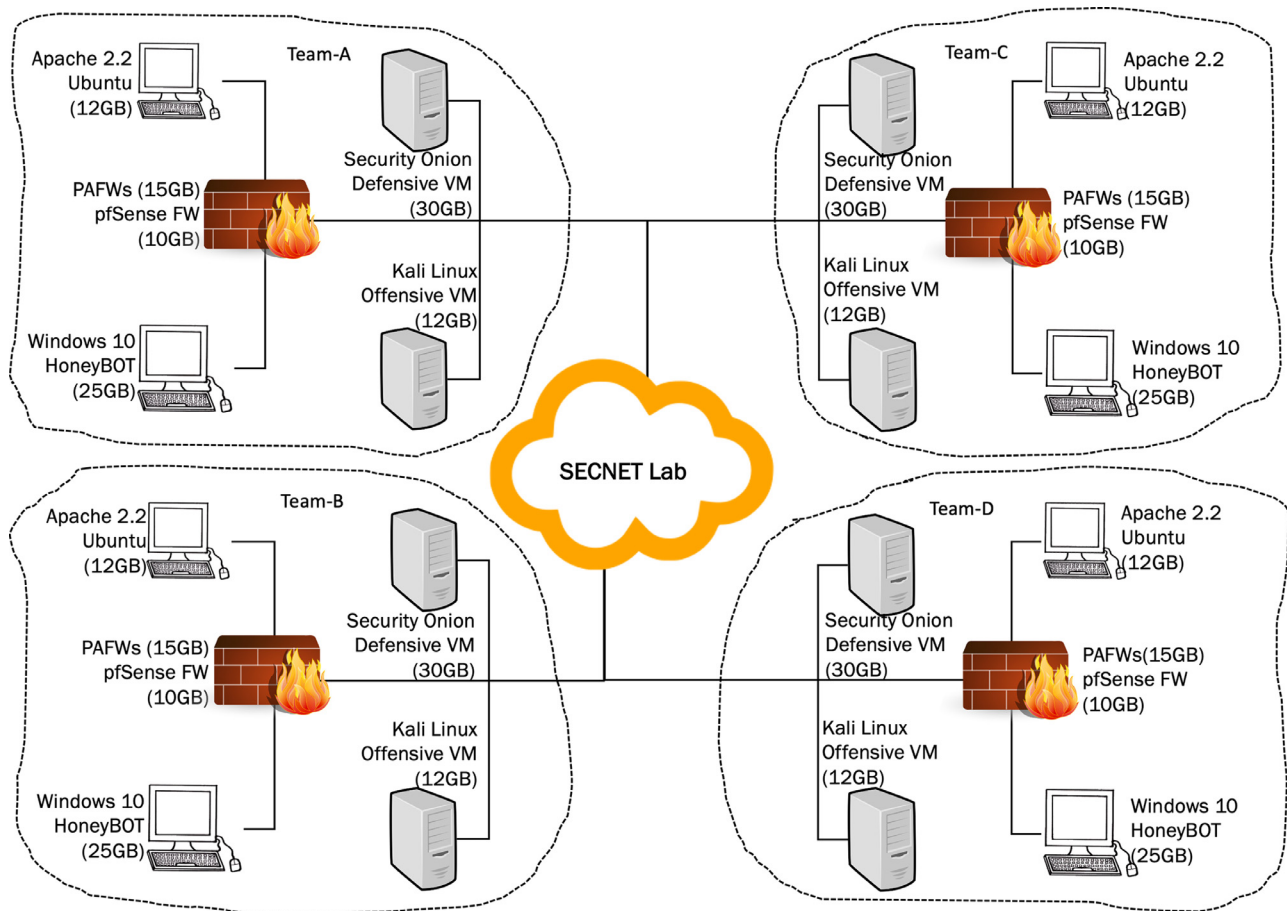 Team-A
Apache 2.2
Ubuntu
(12GB)
Security Onion
Defensive VM
(30GB)
PAFWs (15GB)
pfSense FW
(10GB)
Kali Linux
Offensive VM
(12GB)
Windows 10
HoneyBOT
(25GB)
Team-C
Apache 2.2
Ubuntu
(12GB)
Security Onion
Defensive VM
(30GB)
PAFWs (15GB)
pfSense FW
(10GB)
Kali Linux
Offensive VM
(12GB)
Windows 10
HoneyBOT
(25GB)
SECNET Lab
Team-B
Apache 2.2
Ubuntu
(12GB)
Security Onion
Defensive VM
(30GB)
PAFWs (15GB)
pfSense FW
(10GB)
Kali Linux
Offensive VM
(12GB)
Windows 10
HoneyBOT
(25GB)
Team-D
Apache 2.2
Ubuntu
(12GB)
Security Onion
Defensive VM
(30GB)
PAFWs(15GB)
pfSense FW
(10GB)
Kali Linux
Offensive VM
(12GB)
Windows 10
HoneyBOT
(25GB)